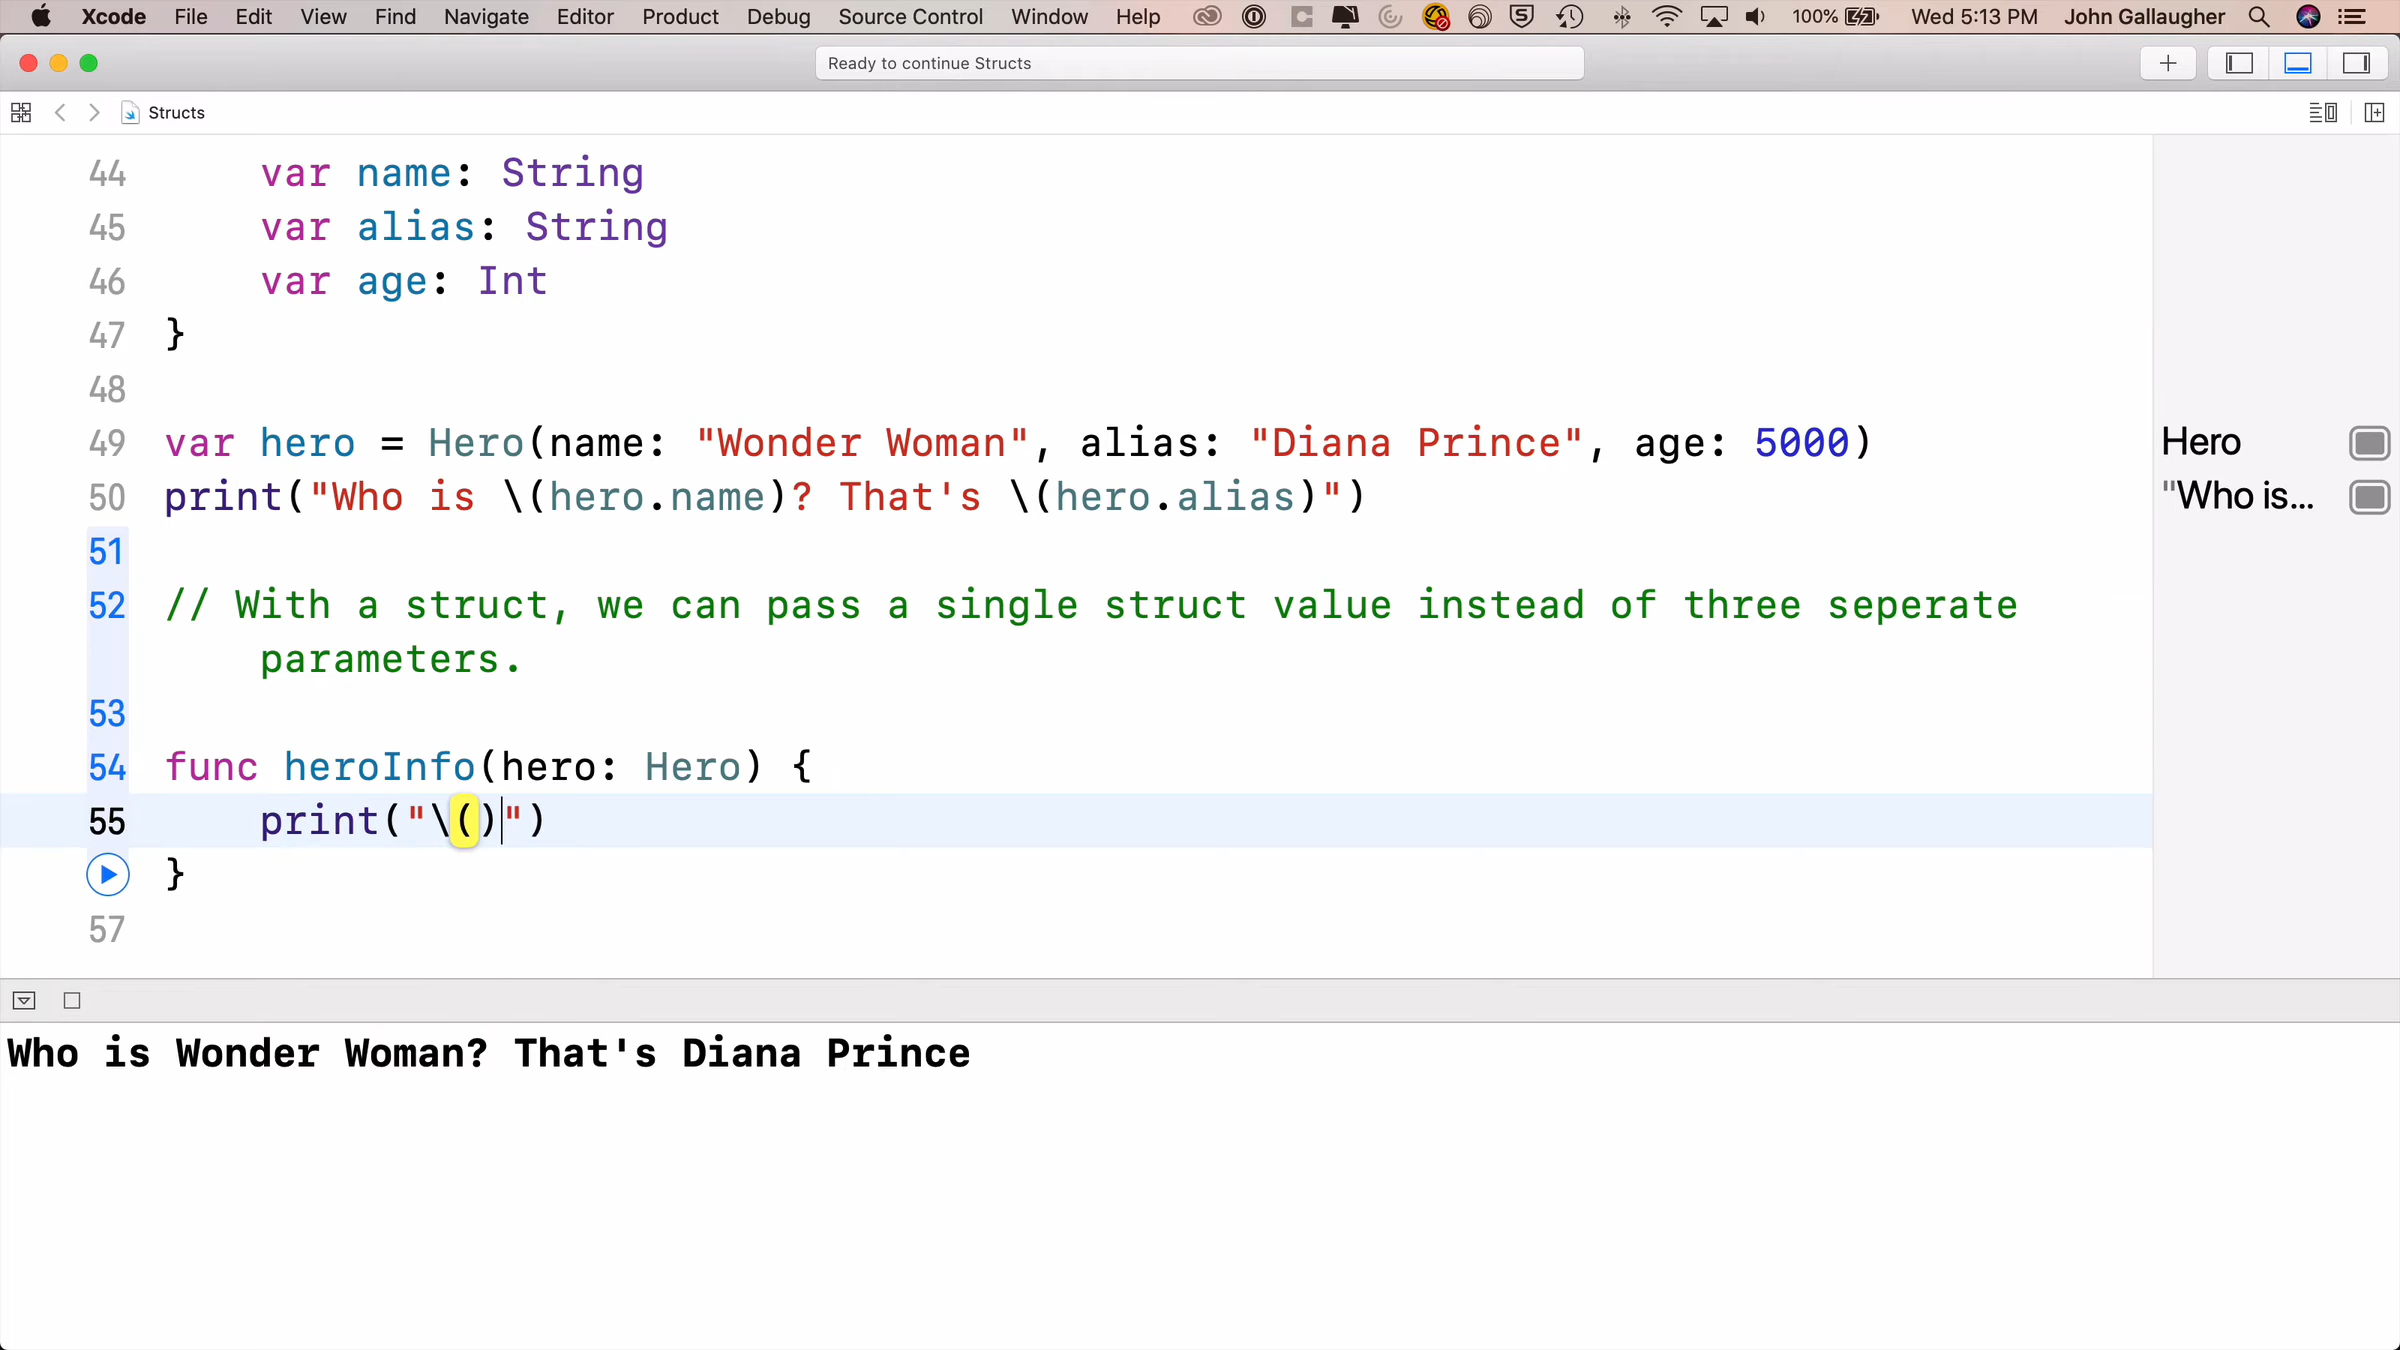 Xcode File Edit View Find Navigate Editor Product Debug Source Control Window Help 100% Wed 5:13 PM John Gallaugher
Ready to continue Structs
Structs
44 var name: String
45 var alias: String
46 var age: Int
47 }
48
49 var hero = Hero(name: "Wonder Woman", alias: "Diana Prince", age: 5000) Hero
50 print("Who is \(hero.name)? That's \(hero.alias)") "Who is...
51
52 // With a struct, we can pass a single struct value instead of three seperate
parameters.
53
54 func heroInfo(hero: Hero) {
55 print("\()")
}
57
Who is Wonder Woman? That's Diana Prince